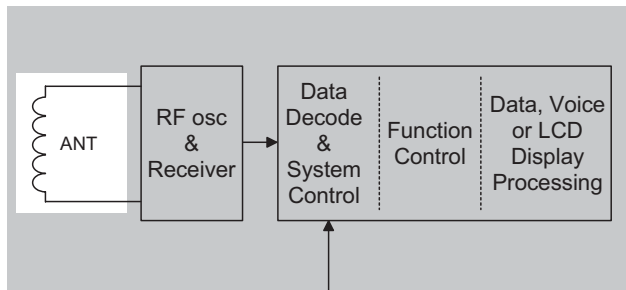 ANT
RF osc
&
Receiver
Data
Decode
&
System
Control
Function
Control
Data, Voice
or LCD
Display
Processing